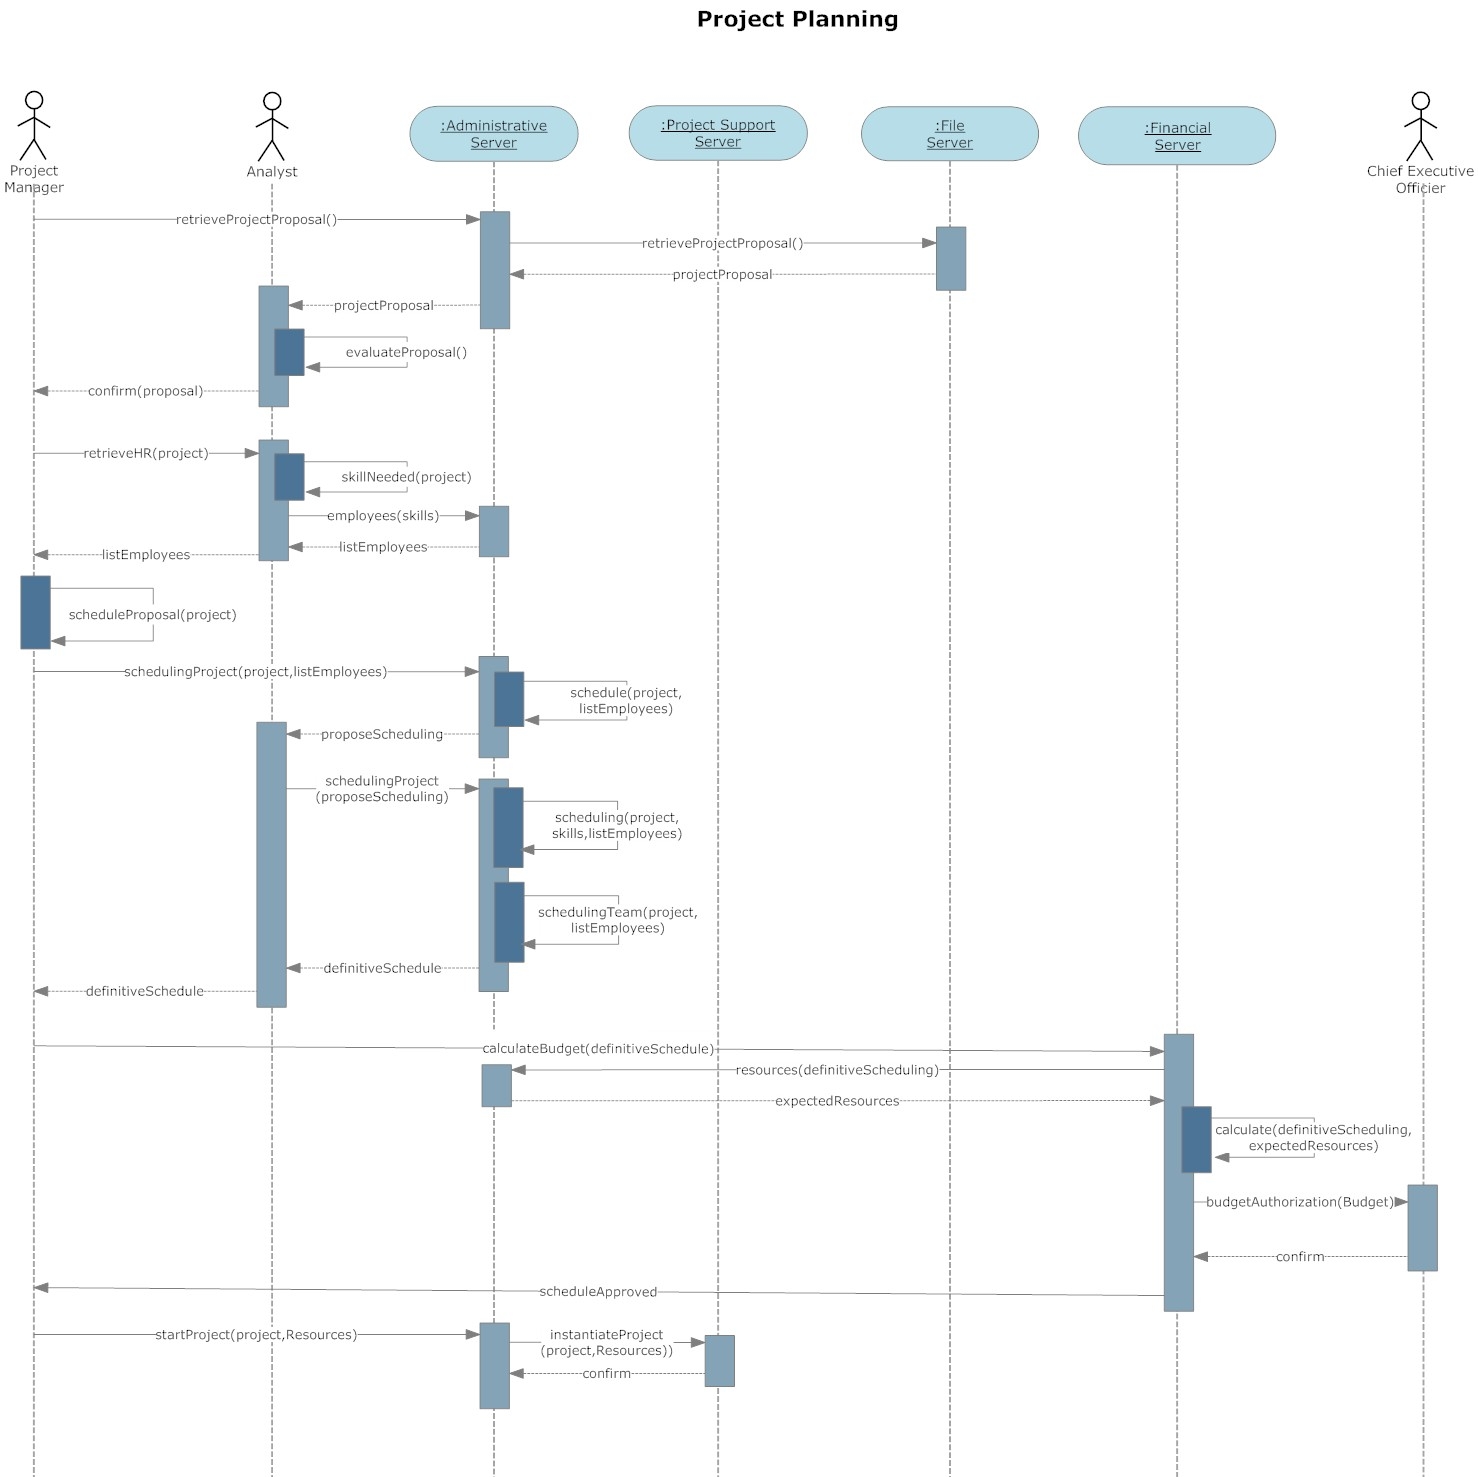 Project Planning
Project
Manager
Analyst
:Administrative
Server
:Project Support
Server
:File
Server
:Financial
Server
Chief Executive
Officier
retrieveProjectProposal()
retrieveProjectProposal()
projectProposal
projectProposal
evaluateProposal()
confirm(proposal)
retrieveHR(project)
skillNeeded(project)
employees(skills)
listEmployees
listEmployees
scheduleProposal(project)
schedulingProject(project,listEmployees)
schedule(project,
listEmployees)
proposeScheduling
schedulingProject
(proposeScheduling)
scheduling(project,
skills,listEmployees)
schedulingTeam(project,
listEmployees)
definitiveSchedule
definitiveSchedule
calculateBudget(definitiveSchedule)
resources(definitiveScheduling)
expectedResources
calculate(definitiveScheduling,
expectedResources)
budgetAuthorization(Budget)
confirm
scheduleApproved
startProject(project,Resources)
instantiateProject
(project,Resources))
confirm